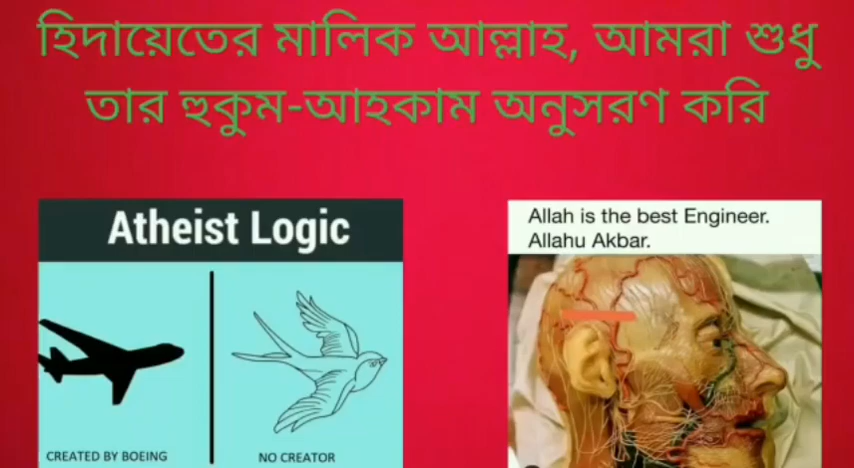 হিদায়েতের মালিক আল্লাহ, আমরা শুধু
তার হুকুম-আহকাম অনুসরণ করি
Atheist Logic
CREATED BY BOEING
NO CREATOR
Allah is the best Engineer.
Allahu Akbar.